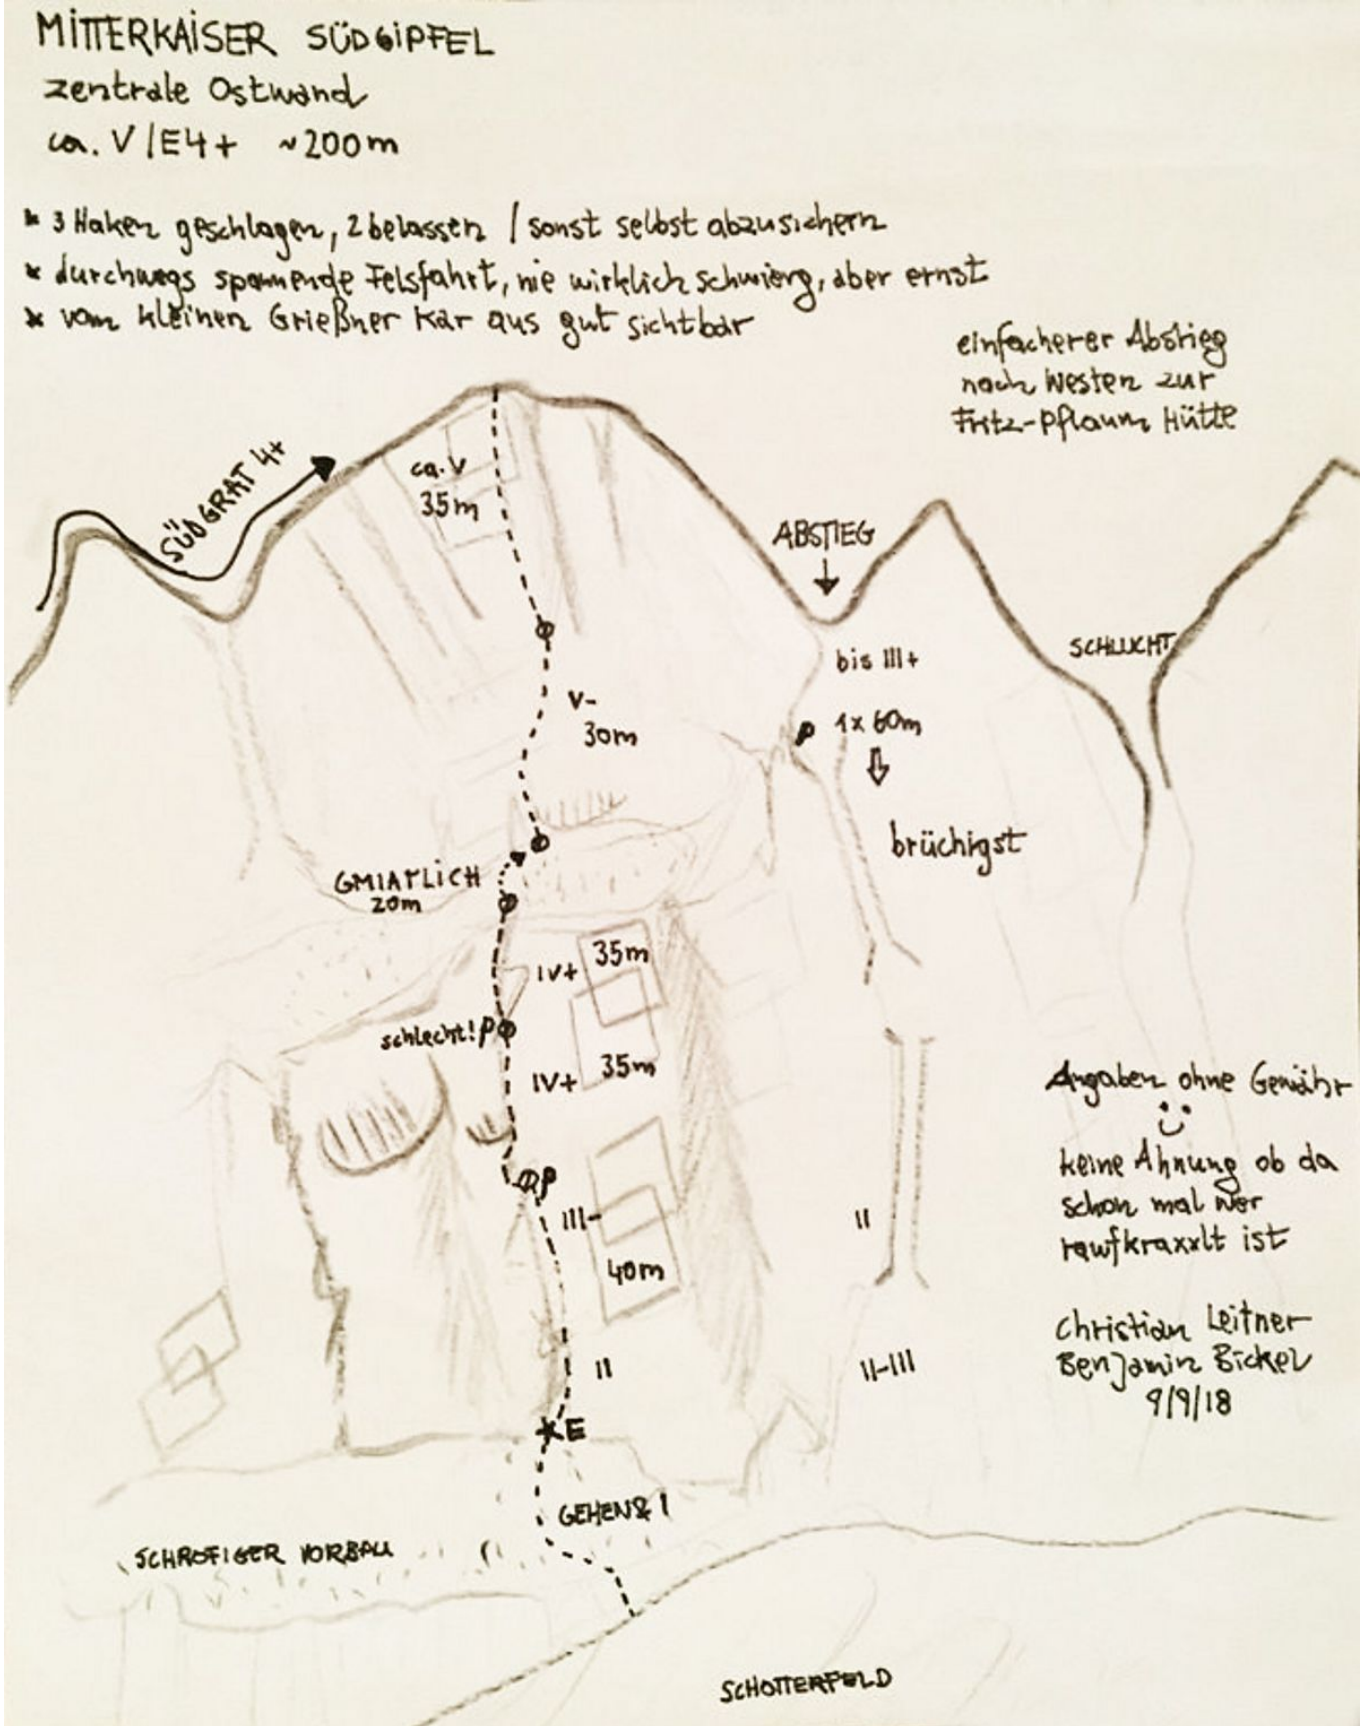 MITTERKAISER SÜDGIPFEL
zentrale Ostwand
ca. V/E4+ ~200m
* 3 Haken geschlagen, 2 belassen / sonst selbst abzusichern
* durchwegs spannende Felsfahrt, nie wirklich schwierg, aber ernst
* vom kleinen Grießner Kar aus gut sichtbar
einfacherer Abstieg
nach Westen zur
Fritz-Pflaum Hütte
SÜDGRAT 4+
ca. V
35m
ABSTIEG
SCHLUCHT
bis III+
V-
30m
1x 60m
brüchigst
GMIATLICH
20m
IV+
35m
schlecht!
IV+
35m
III-
40m
II
II
II-III
E
GEHEN & I
SCHROFIGER VORBAU
SCHOTTERFELD
Angaben ohne Gewähr
keine Ahnung ob da
schon mal wer
raufkraxxlt ist
Christian Leitner
Benjamin Bickel
9/9/18